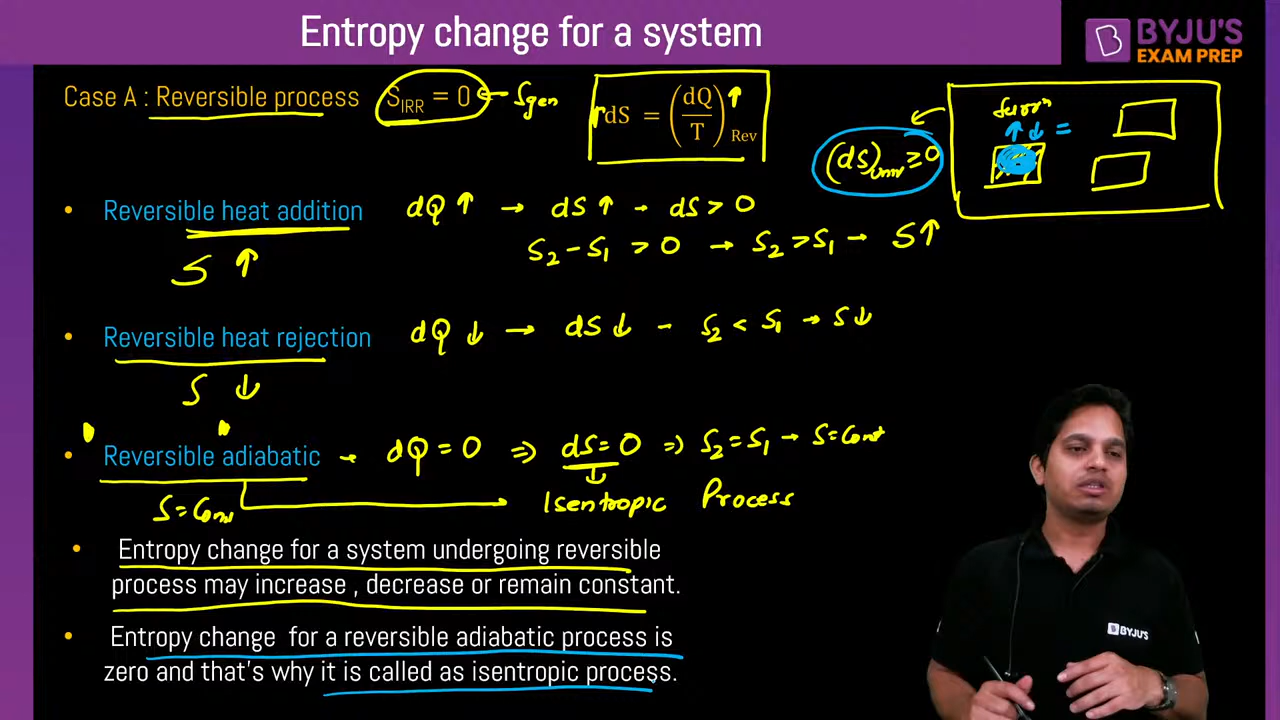 Entropy change for a system
BYJU'S
EXAM PREP
Case A : Reversible process S_IRR = 0 ← Sgen
dS = (dQ/T)_Rev ↑
Surr
↑ ↓ =
(dS) ≥ 0
• Reversible heat addition dQ ↑ → dS ↑ → dS > 0
S ↑ S₂ - S₁ > 0 → S₂ > S₁ → S↑
• Reversible heat rejection dQ ↓ → dS ↓ - S₂ < S₁ → S↓
S ↓
• Reversible adiabatic → dQ = 0 ⇒ dS = 0 ⇒ S₂ = S₁ → S = Const
S = Const Isentropic Process
• Entropy change for a system undergoing reversible
process may increase , decrease or remain constant.
• Entropy change for a reversible adiabatic process is
zero and that's why it is called as isentropic process.
BYJU'S